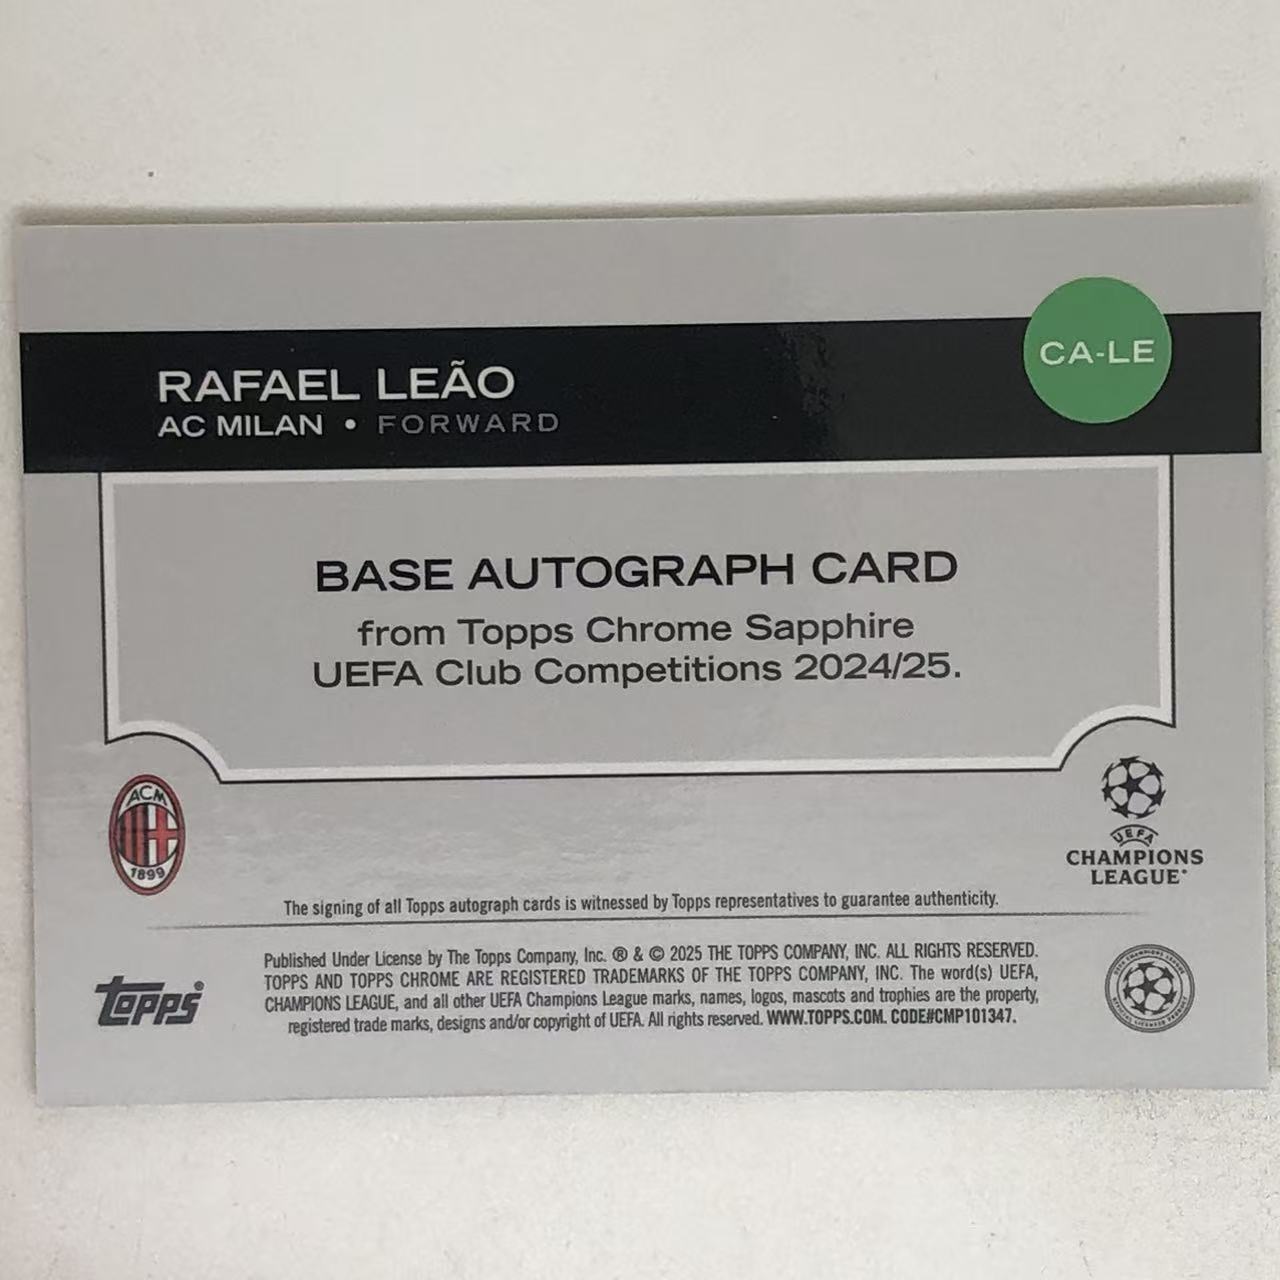 CA-LE
RAFAEL LEÃO
AC MILAN • FORWARD
BASE AUTOGRAPH CARD
from Topps Chrome Sapphire
UEFA Club Competitions 2024/25.
ACM
1899
UEFA
CHAMPIONS
LEAGUE®
The signing of all Topps autograph cards is witnessed by Topps representatives to guarantee authenticity.
topps®
Published Under License by The Topps Company, Inc. ® & © 2025 THE TOPPS COMPANY, INC. ALL RIGHTS RESERVED.
TOPPS AND TOPPS CHROME ARE REGISTERED TRADEMARKS OF THE TOPPS COMPANY, INC. The word(s) UEFA,
CHAMPIONS LEAGUE, and all other UEFA Champions League marks, names, logos, mascots and trophies are the property,
registered trade marks, designs and/or copyright of UEFA. All rights reserved. WWW.TOPPS.COM. CODE#CMP101347.